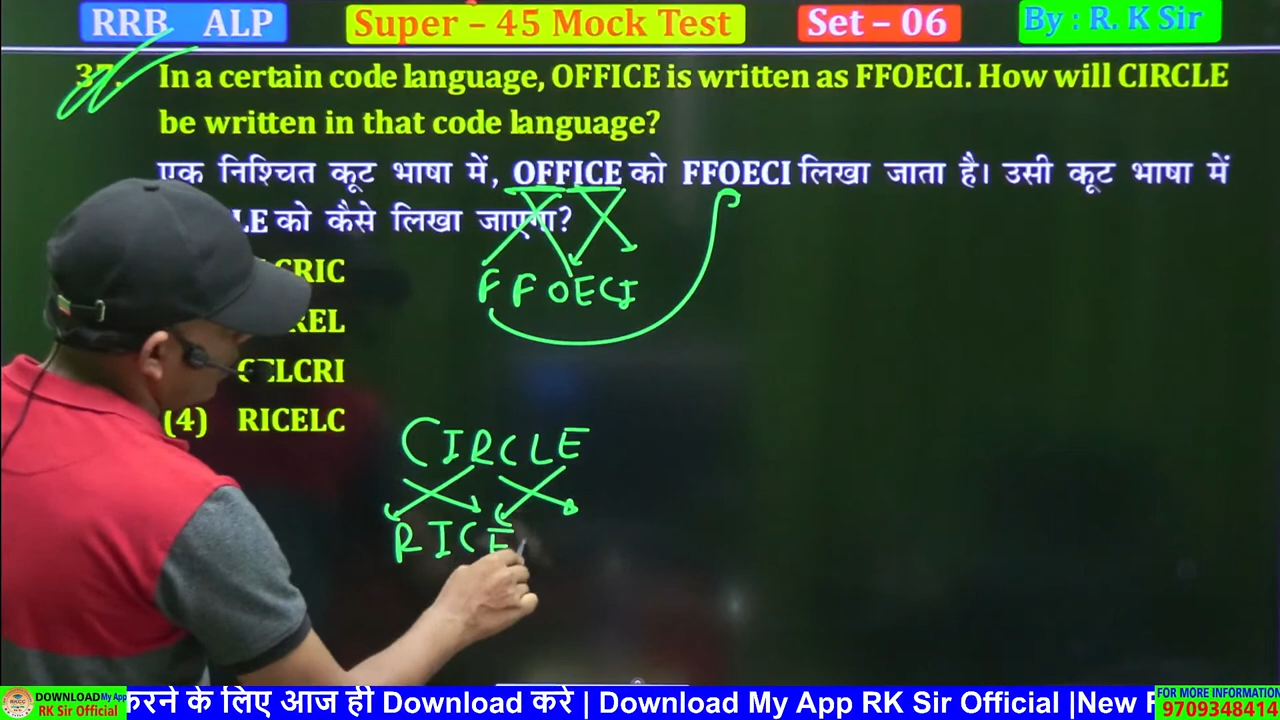 RRB ALP Super - 45 Mock Test Set - 06 By : R. K Sir
37. In a certain code language, OFFICE is written as FFOECI. How will CIRCLE
be written in that code language?
एक निश्चित कूट भाषा में, OFFICE को FFOECI लिखा जाता है। उसी कूट भाषा में
LE को कैसे लिखा जाएगा?
F F O E C I
CRIC
REL
ELCRI
(4) RICELC
CIRCLE
R I C E
DOWNLOAD My App
RK Sir Official
करने के लिए आज ही Download करे | Download My App RK Sir Official |New
FOR MORE INFORMATION
9709348414